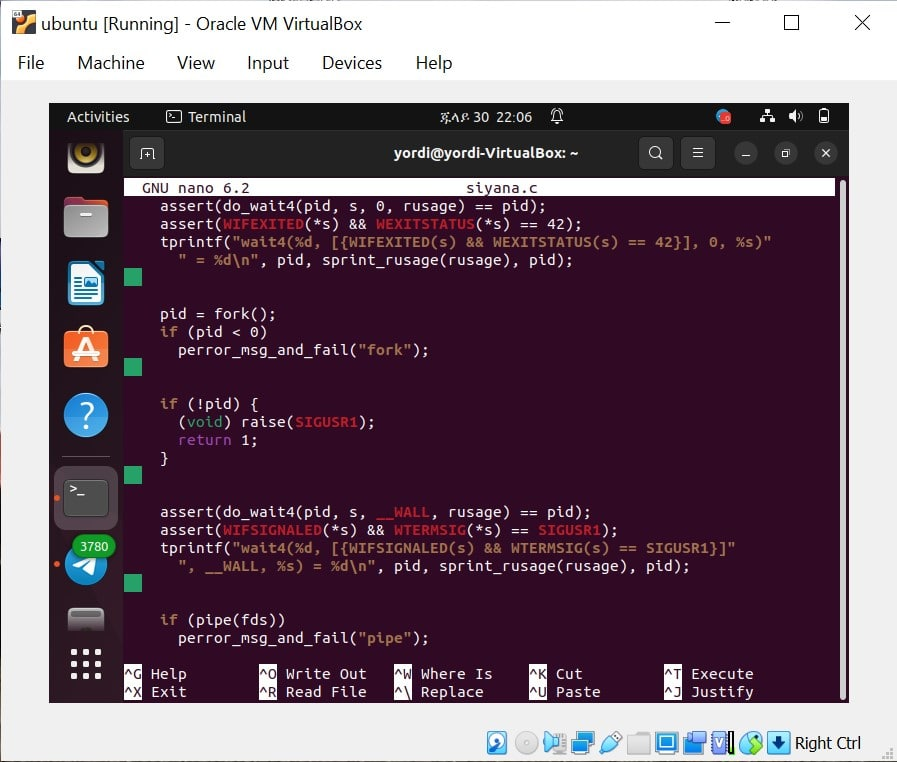 ubuntu [Running] - Oracle VM VirtualBox
File Machine View Input Devices Help
Activities Terminal ጁላይ 30 22:06
yordi@yordi-VirtualBox: ~
GNU nano 6.2 siyana.c
assert(do_wait4(pid, s, 0, rusage) == pid);
assert(WIFEXITED(*s) && WEXITSTATUS(*s) == 42);
tprintf("wait4(%d, [{WIFEXITED(s) && WEXITSTATUS(s) == 42}], 0, %s)"
" = %d\n", pid, sprint_rusage(rusage), pid);
pid = fork();
if (pid < 0)
perror_msg_and_fail("fork");
if (!pid) {
(void) raise(SIGUSR1);
return 1;
}
assert(do_wait4(pid, s, __WALL, rusage) == pid);
assert(WIFSIGNALED(*s) && WTERMSIG(*s) == SIGUSR1);
tprintf("wait4(%d, [{WIFSIGNALED(s) && WTERMSIG(s) == SIGUSR1}]"
", __WALL, %s) = %d\n", pid, sprint_rusage(rusage), pid);
if (pipe(fds))
perror_msg_and_fail("pipe");
^G Help ^O Write Out ^W Where Is ^K Cut ^T Execute
^X Exit ^R Read File ^\ Replace ^U Paste ^J Justify
3780
Right Ctrl